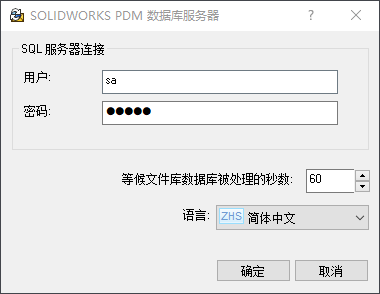 SOLIDWORKS PDM 数据库服务器
SQL 服务器连接
用户: sa
密码: ●●●●●
等候文件库数据库被处理的秒数: 60
语言: ZHS 简体中文
确定 取消